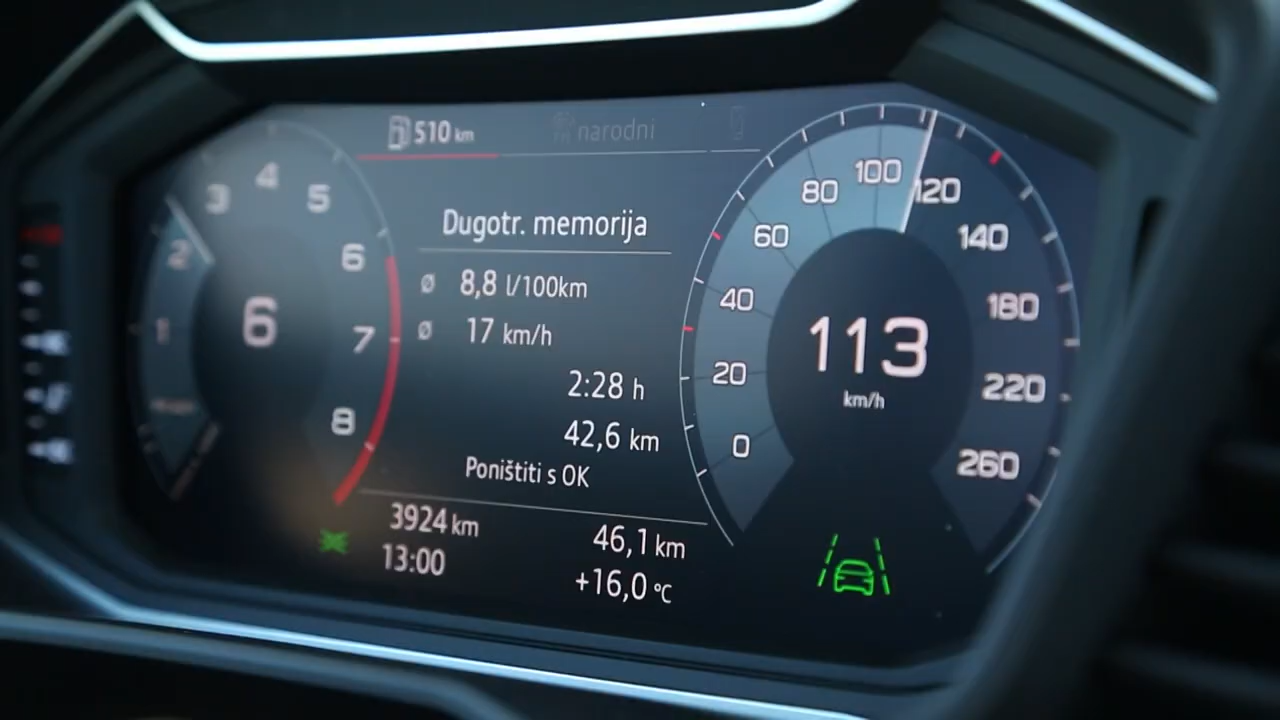 510 km
narodni
1
2
3
4
5
6
7
8
6
Dugotr. memorija
ø 8,8 l/100km
ø 17 km/h
2:28 h
42,6 km
Poništiti s OK
3924 km
46,1 km
13:00
+16,0 °C
0
20
40
60
80
100
120
140
180
220
260
113
km/h